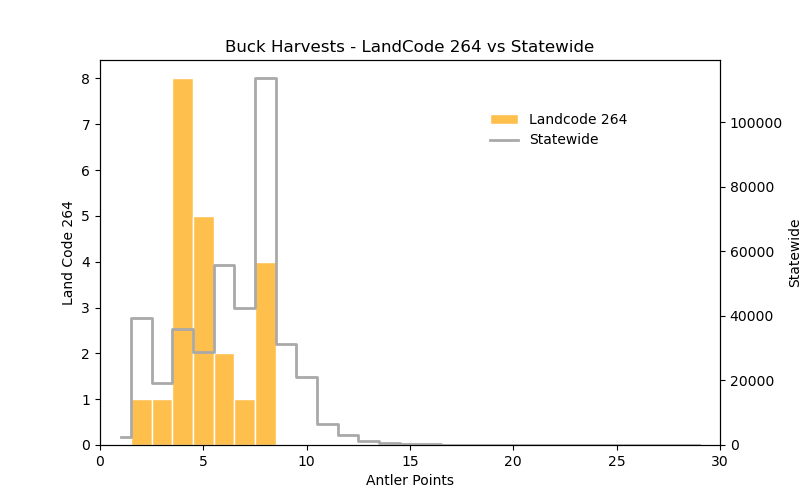 Buck Harvests - LandCode 264 vs Statewide
8
7
6
5
4
3
2
1
0
Land Code 264
Landcode 264
Statewide
100000
80000
60000
40000
20000
0
Statewide
0 5 10 15 20 25 30
Antler Points